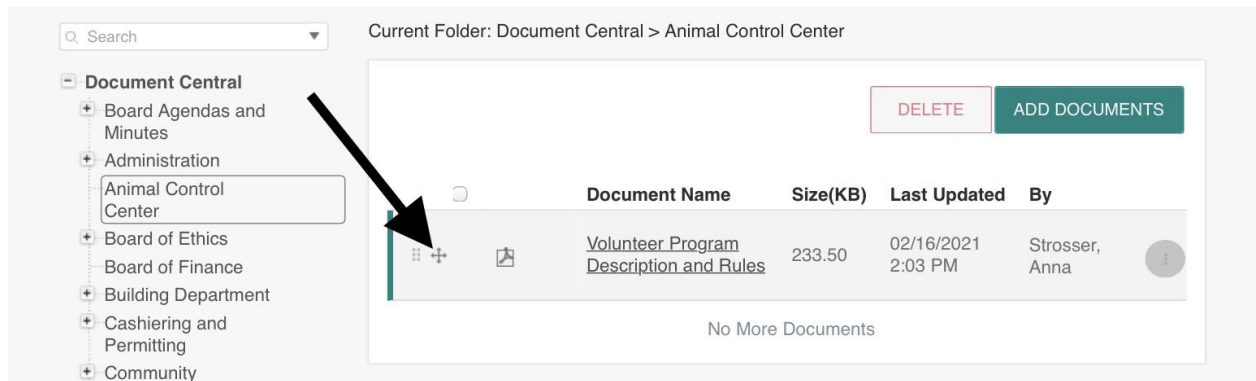 Search
Current Folder: Document Central > Animal Control Center
Document Central
Board Agendas and
Minutes
Administration
Animal Control
Center
Board of Ethics
Board of Finance
Building Department
Cashiering and
Permitting
Community
DELETE
ADD DOCUMENTS
Document Name Size(KB) Last Updated By
Volunteer Program
Description and Rules
233.50
02/16/2021
2:03 PM
Strosser,
Anna
No More Documents